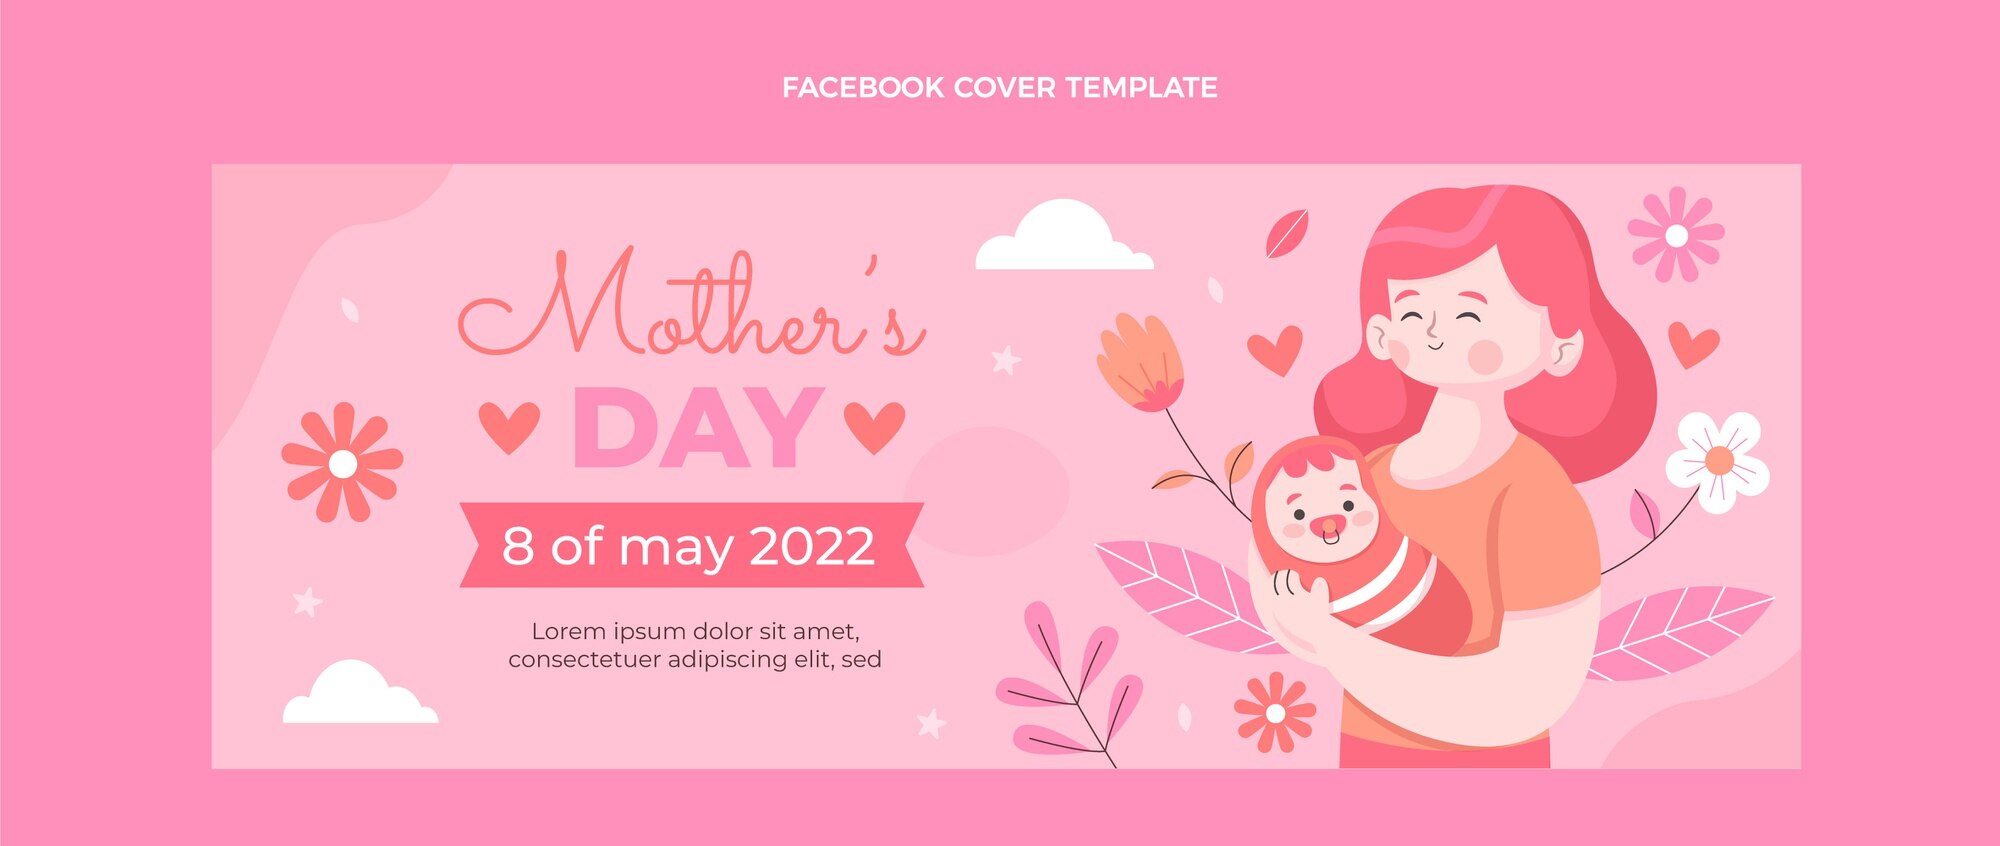 FACEBOOK COVER TEMPLATE
Mother's
DAY
8 of may 2022
Lorem ipsum dolor sit amet,
consectetuer adipiscing elit, sed